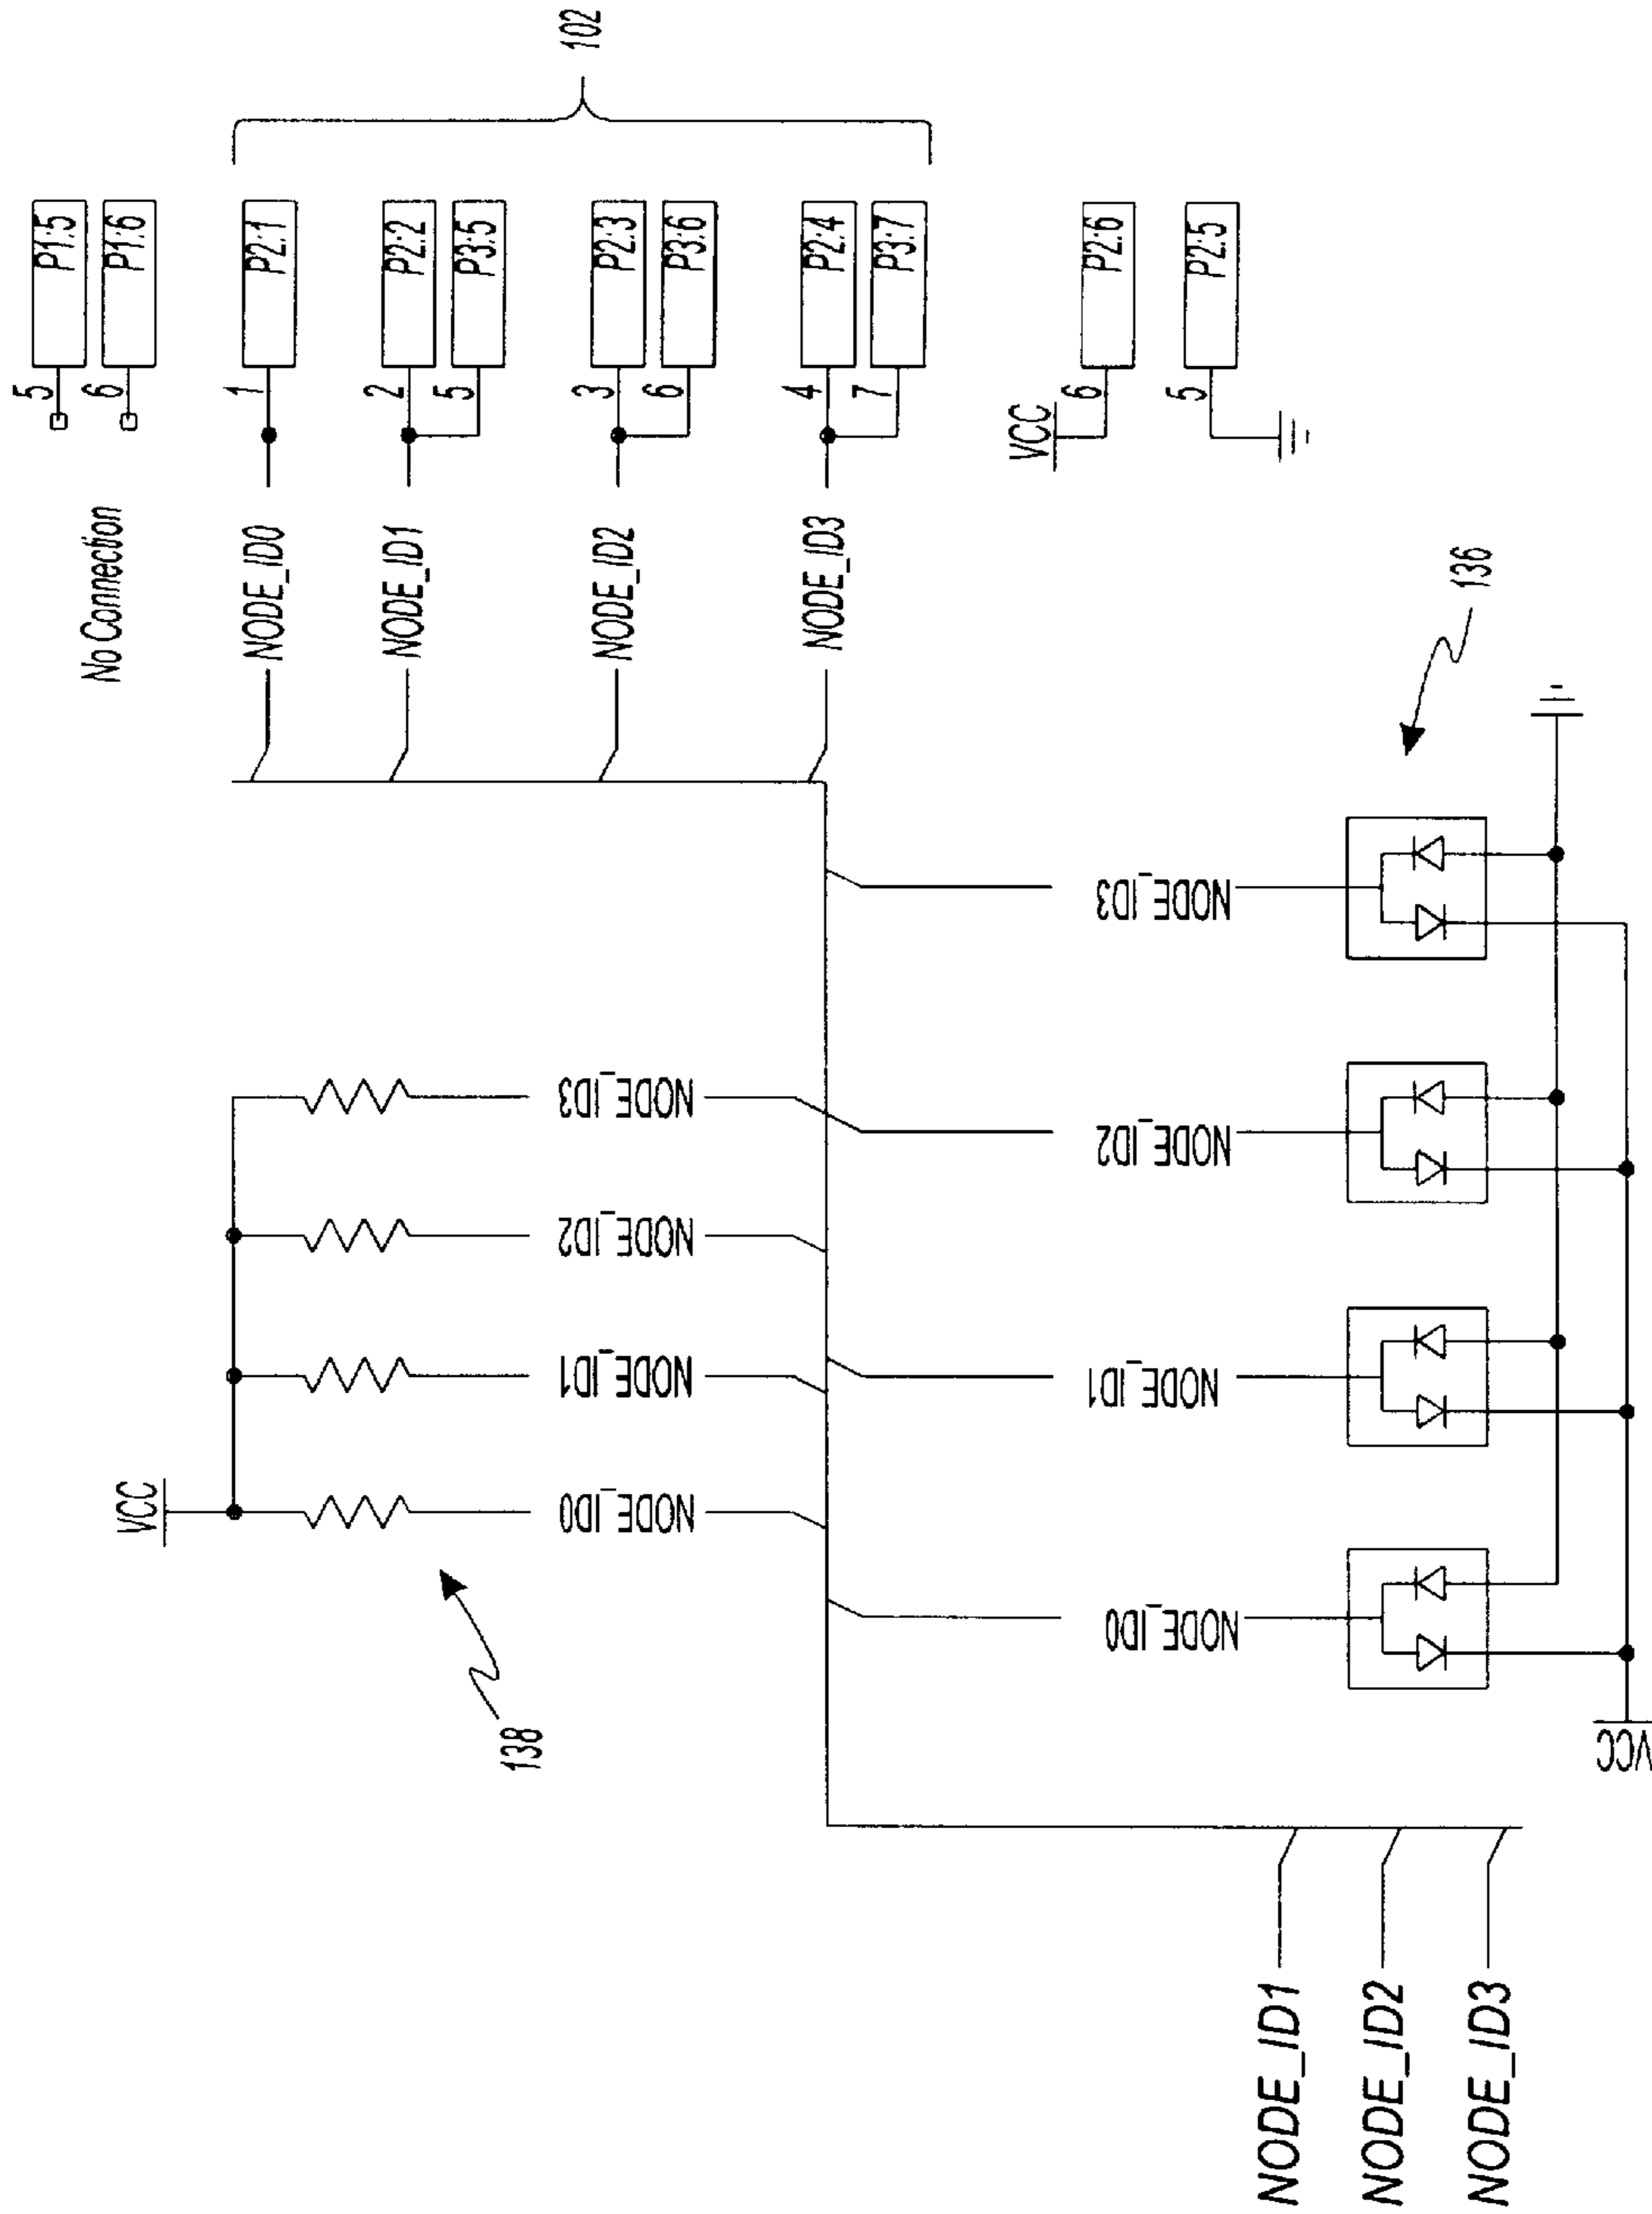 102
P1:5
5
P1:6
6
No Connection
P2:1
1
NODE_ID0
P2:2
2
P3:5
5
NODE_ID1
P2:3
3
P3:6
6
NODE_ID2
P2:4
4
P3:7
7
NODE_ID3
P2:6
6
VCC
P2:5
5
136
VCC
NODE_ID0
NODE_ID1
NODE_ID2
NODE_ID3
138
NODE_ID0
NODE_ID1
NODE_ID2
NODE_ID3
VCC
NODE_ID1
NODE_ID2
NODE_ID3